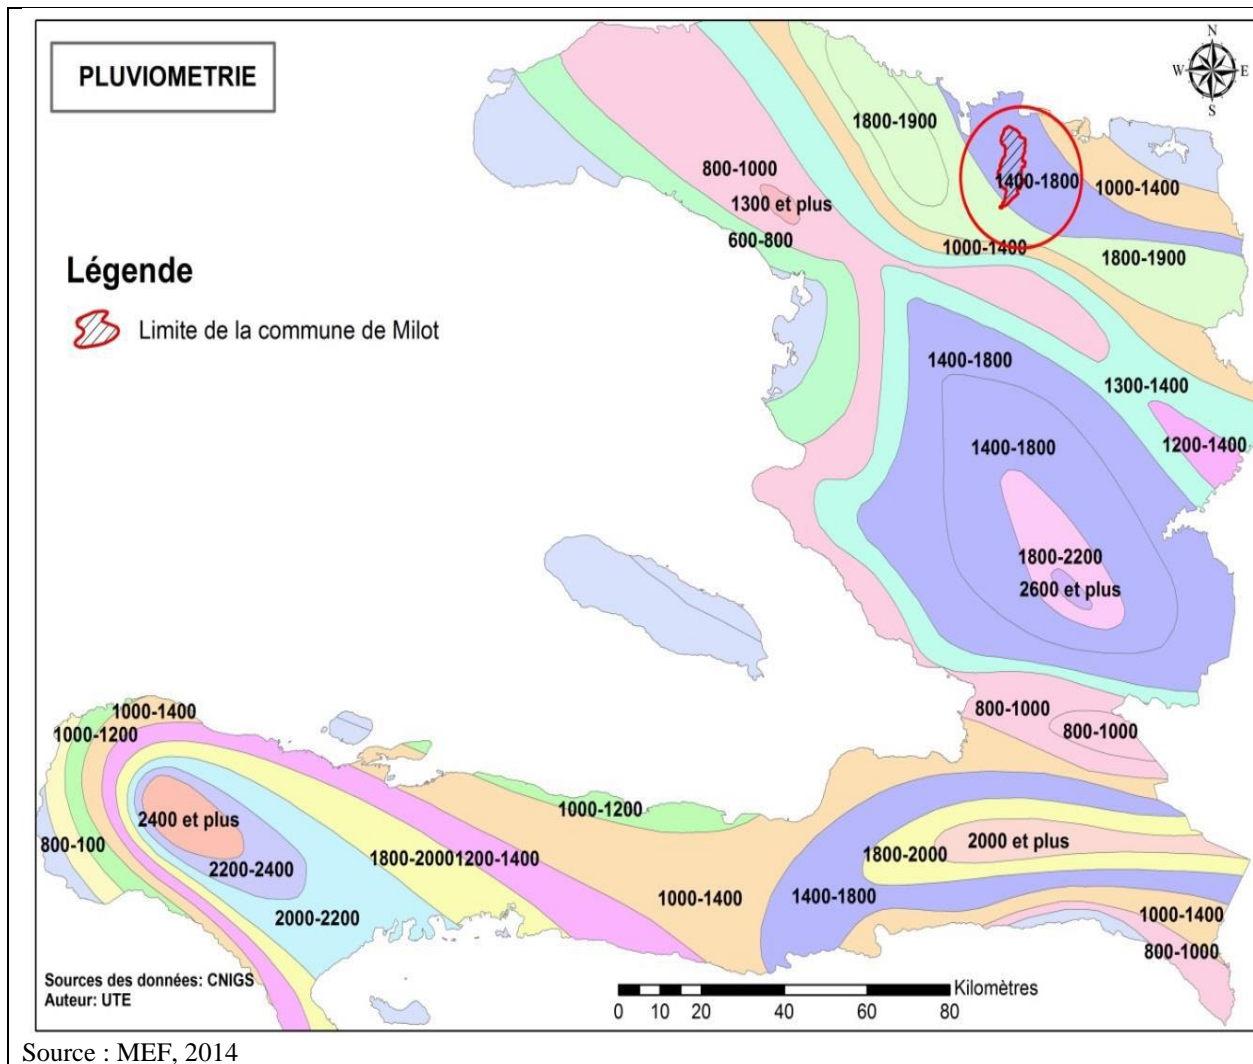 PLUVIOMETRIE
N
W E
S
1800-1900
800-1000
1400-1800
1000-1400
1300 et plus
600-800
1000-1400
1800-1900
Légende
Limite de la commune de Milot
1400-1800
1300-1400
1400-1800
1200-1400
1800-2200
2600 et plus
1000-1400
1000-1200
800-1000
800-1000
2400 et plus
1000-1200
800-100
2200-2400
1800-2000
1200-1400
1800-2000
2000 et plus
1000-1400
1400-1800
2000-2200
1000-1400
800-1000
Sources des données: CNIGS
Auteur: UTE
Kilomètres
0 10 20 40 60 80
Source : MEF, 2014